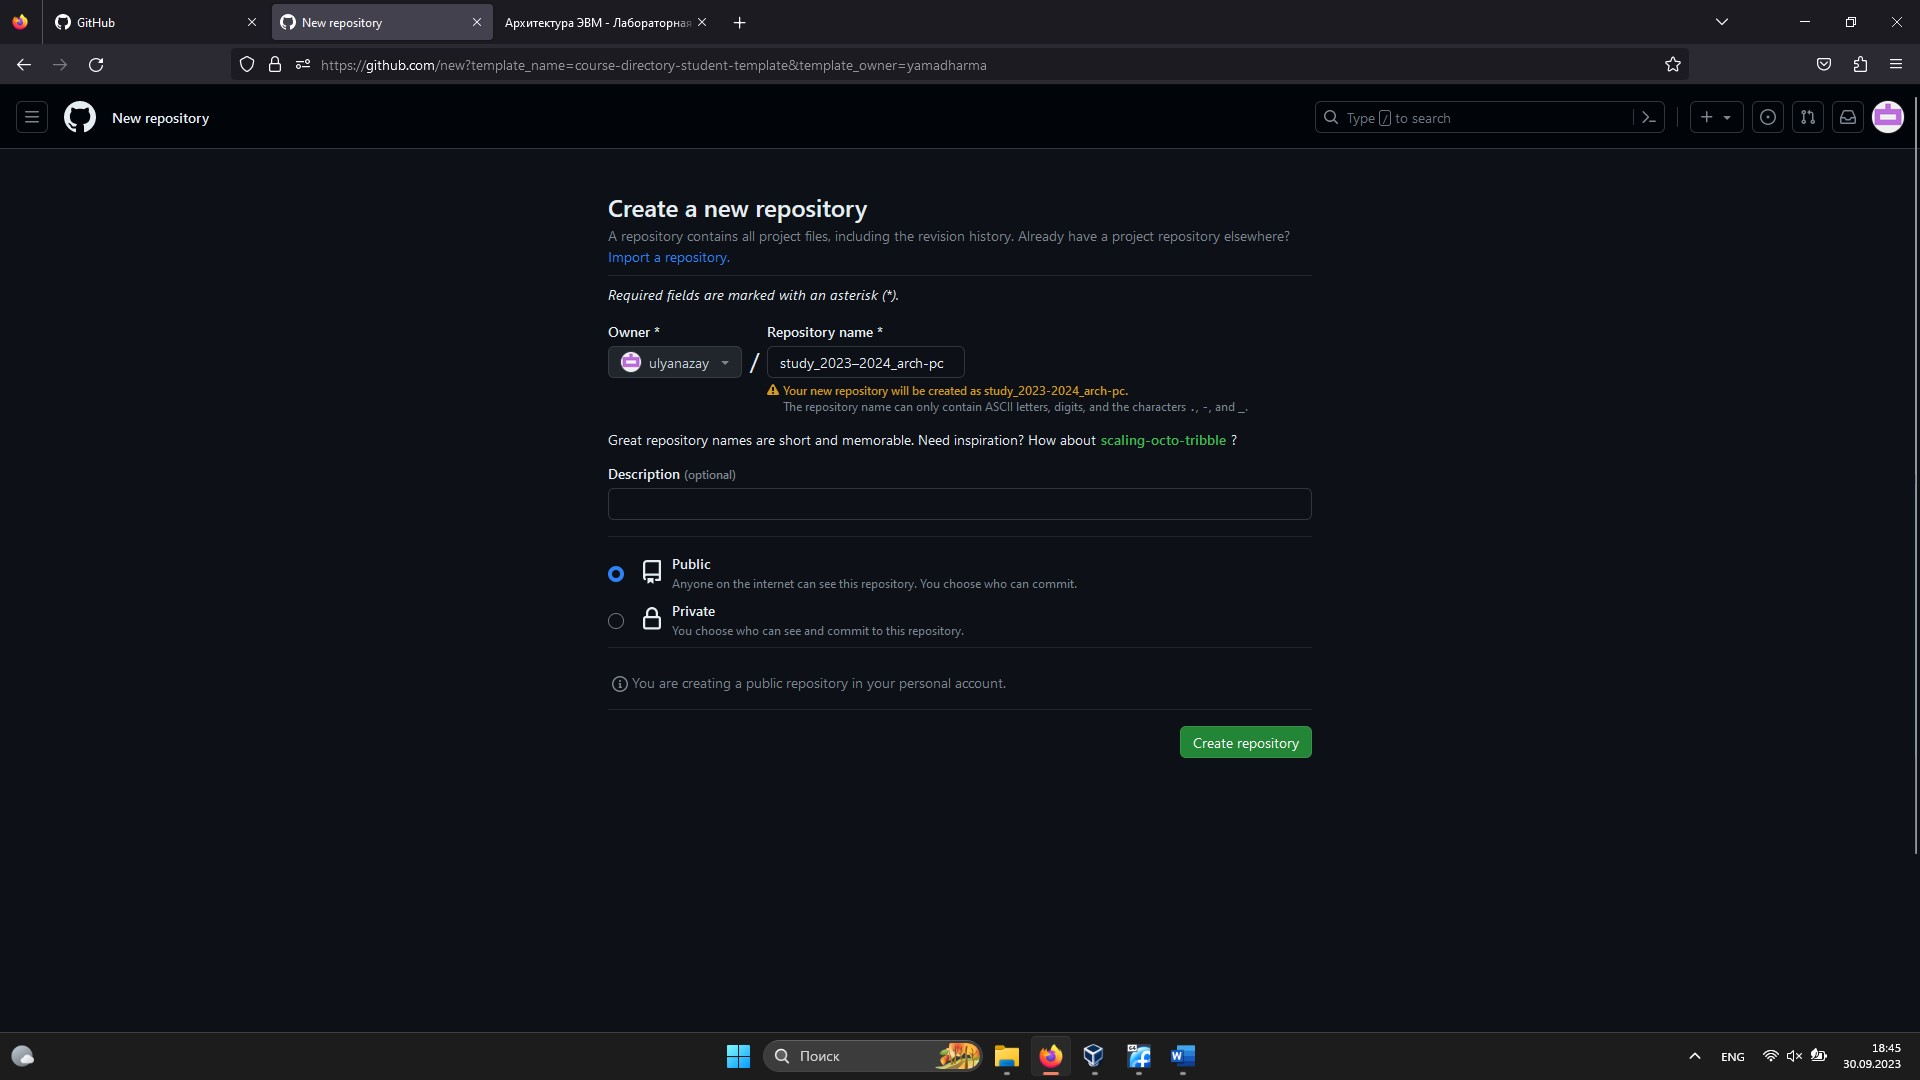 GitHub
New repository
Архитектура ЭВМ - Лабораторная
https://github.com/new?template_name=course-directory-student-template&template_owner=yamadharma
New repository
Type / to search
Create a new repository
A repository contains all project files, including the revision history. Already have a project repository elsewhere?
Import a repository.
Required fields are marked with an asterisk (*).
Owner *
Repository name *
ulyanazay
/
study_2023–2024_arch-pc
Your new repository will be created as study_2023-2024_arch-pc.
The repository name can only contain ASCII letters, digits, and the characters ., -, and _.
Great repository names are short and memorable. Need inspiration? How about scaling-octo-tribble ?
Description (optional)
Public
Anyone on the internet can see this repository. You choose who can commit.
Private
You choose who can see and commit to this repository.
You are creating a public repository in your personal account.
Create repository
Поиск
ENG
18:45
30.09.2023